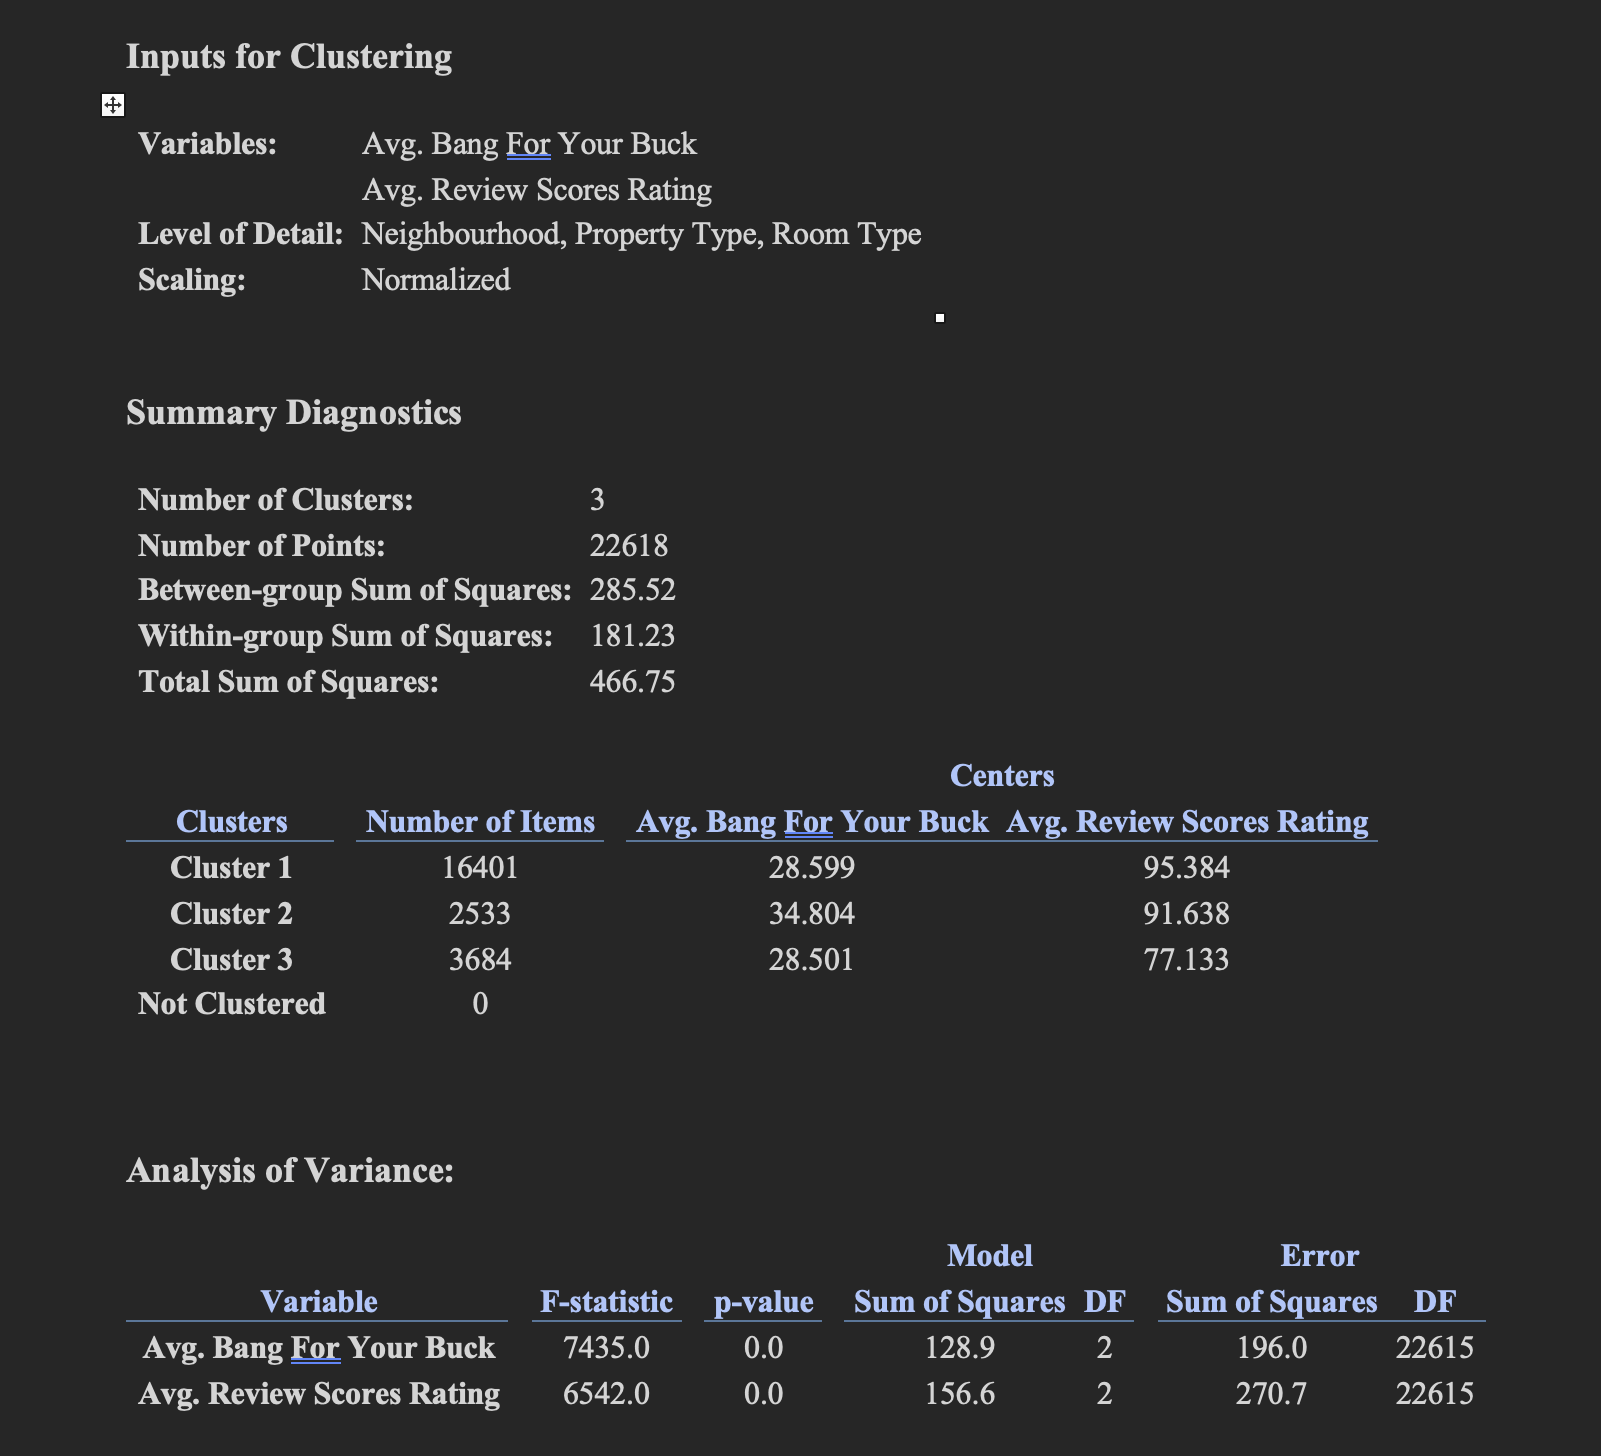 Inputs for Clustering
Variables: Avg. Bang For Your Buck
Avg. Review Scores Rating
Level of Detail: Neighbourhood, Property Type, Room Type
Scaling: Normalized
Summary Diagnostics
Number of Clusters: 3
Number of Points: 22618
Between-group Sum of Squares: 285.52
Within-group Sum of Squares: 181.23
Total Sum of Squares: 466.75
Centers
Clusters Number of Items Avg. Bang For Your Buck Avg. Review Scores Rating
Cluster 1 16401 28.599 95.384
Cluster 2 2533 34.804 91.638
Cluster 3 3684 28.501 77.133
Not Clustered 0
Analysis of Variance:
Model Error
Variable F-statistic p-value Sum of Squares DF Sum of Squares DF
Avg. Bang For Your Buck 7435.0 0.0 128.9 2 196.0 22615
Avg. Review Scores Rating 6542.0 0.0 156.6 2 270.7 22615